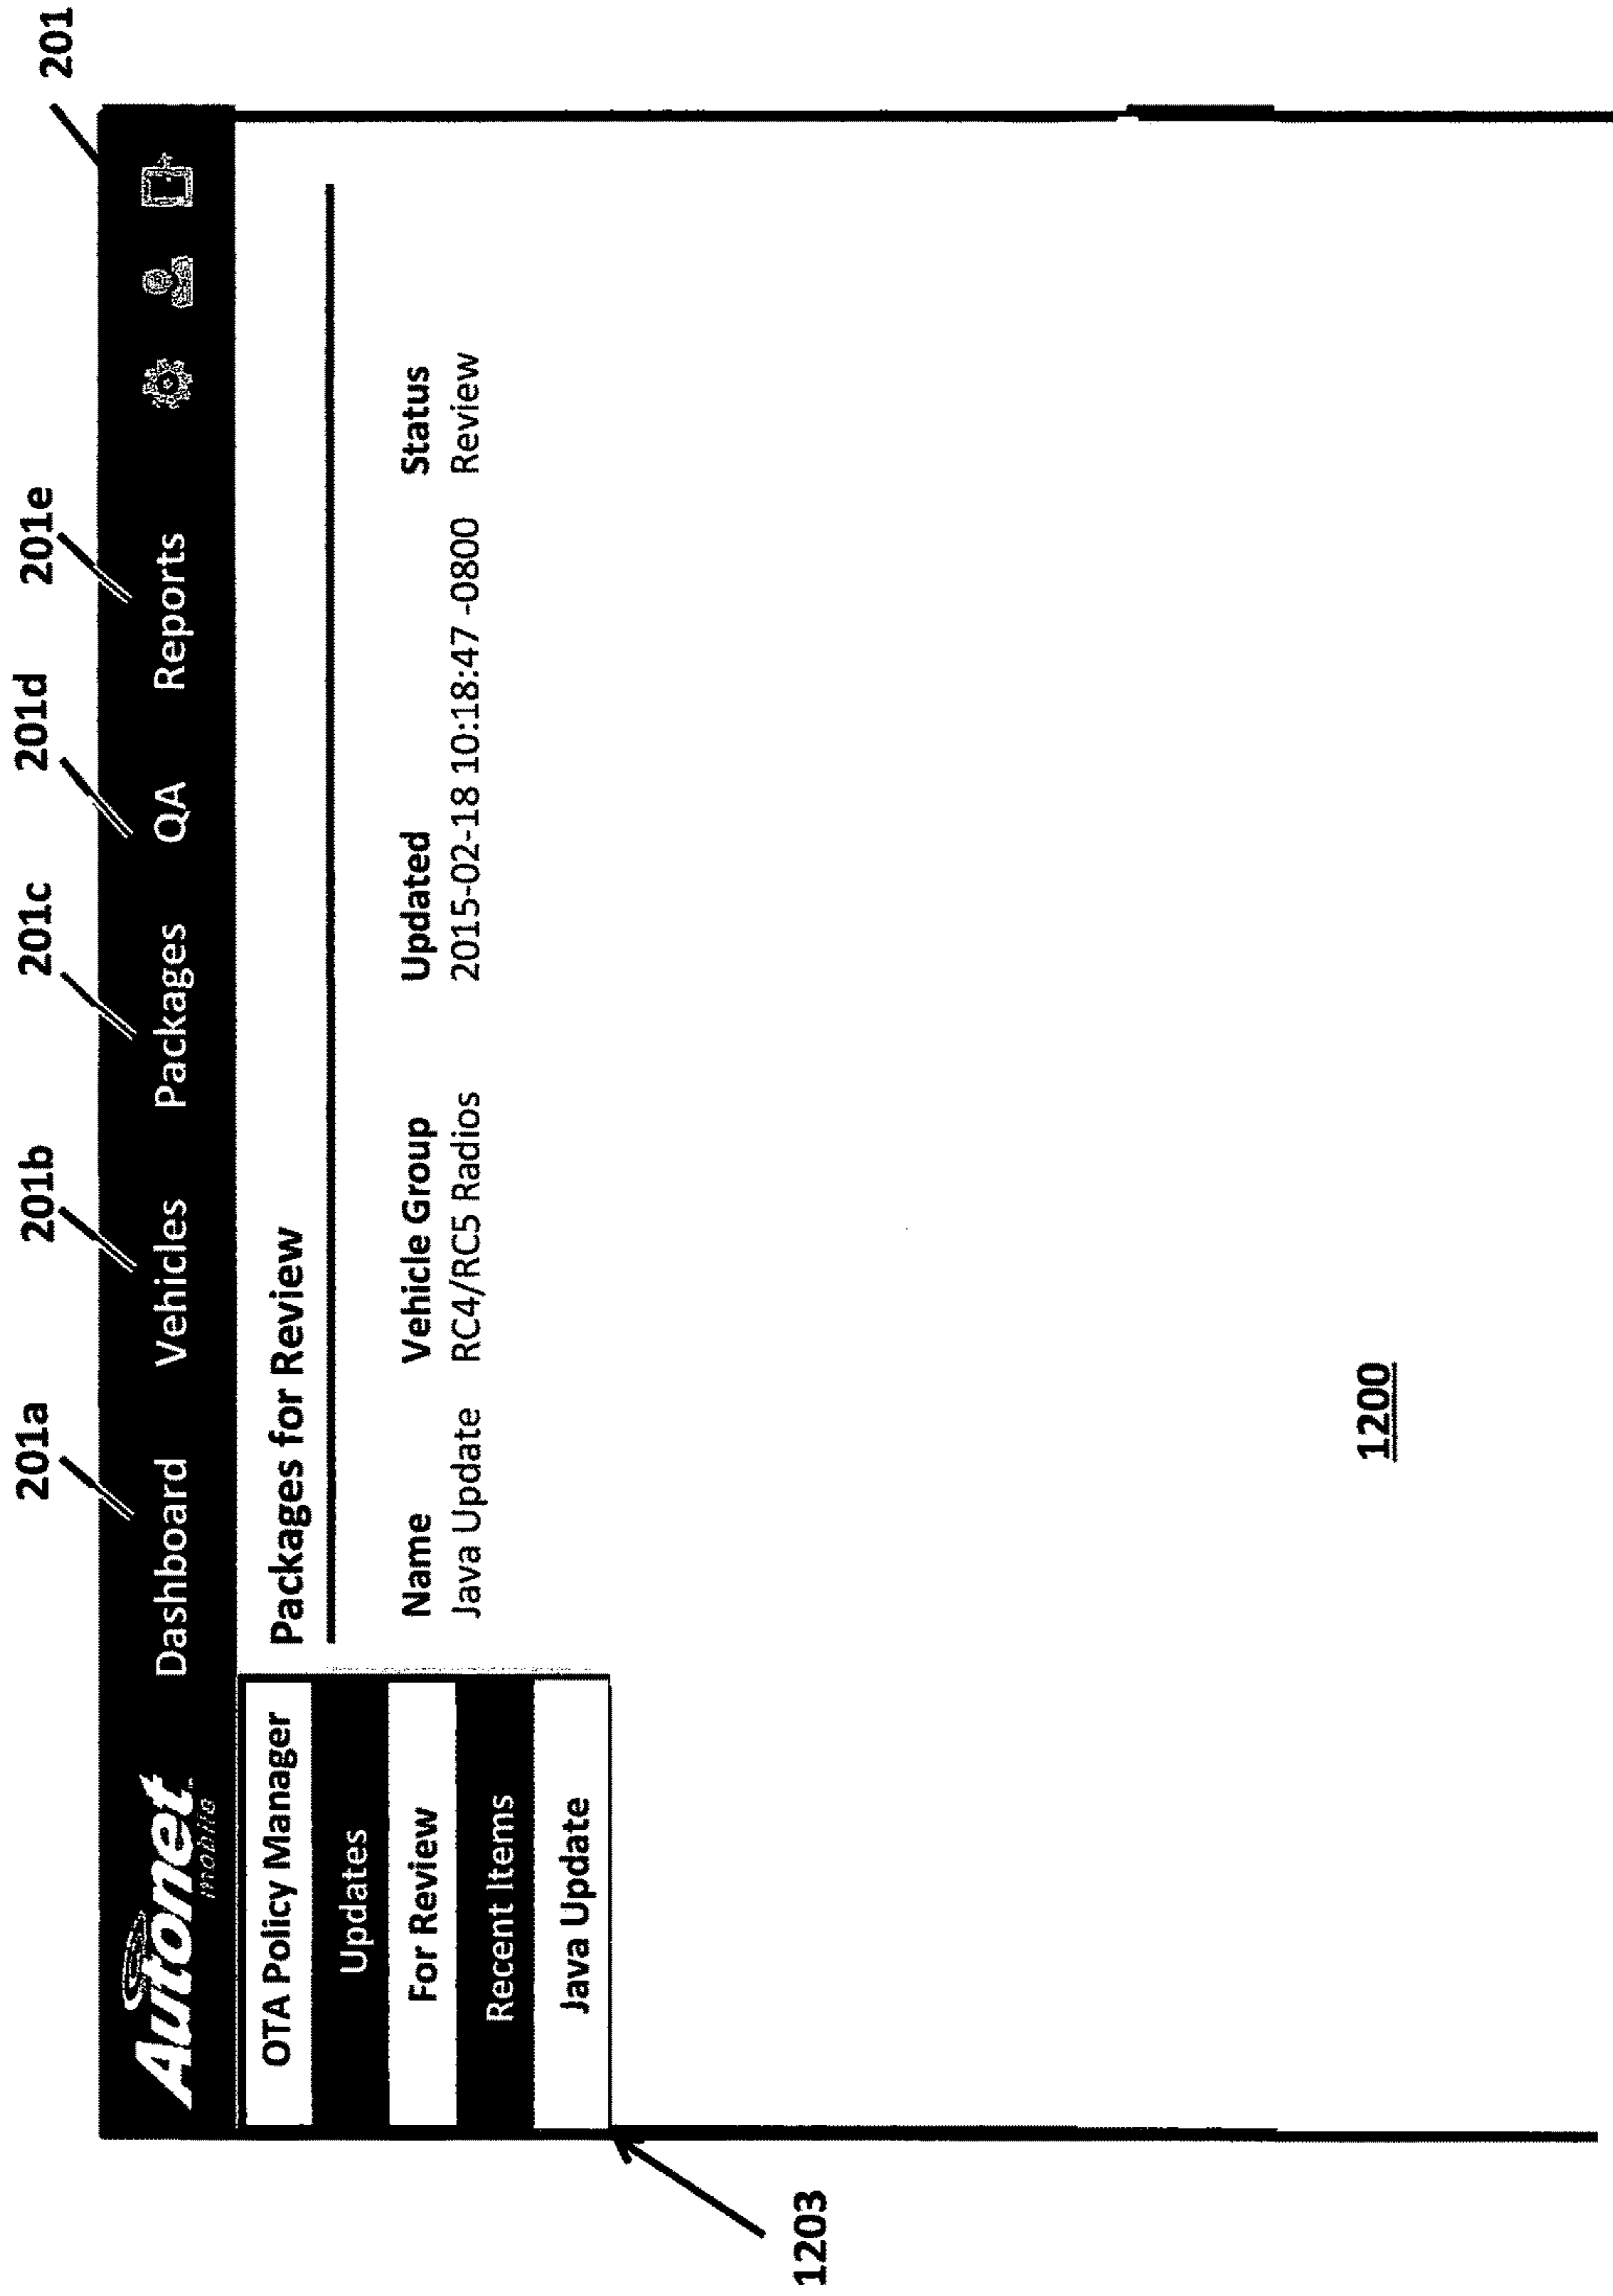 201
201a 201b 201c 201d 201e
Autonet mobile Dashboard Vehicles Packages QA Reports
OTA Policy Manager
Updates
For Review
Recent Items
Java Update
Packages for Review
Name Vehicle Group Updated Status
Java Update RC4/RC5 Radios 2015-02-18 10:18:47 -0800 Review
1203
1200